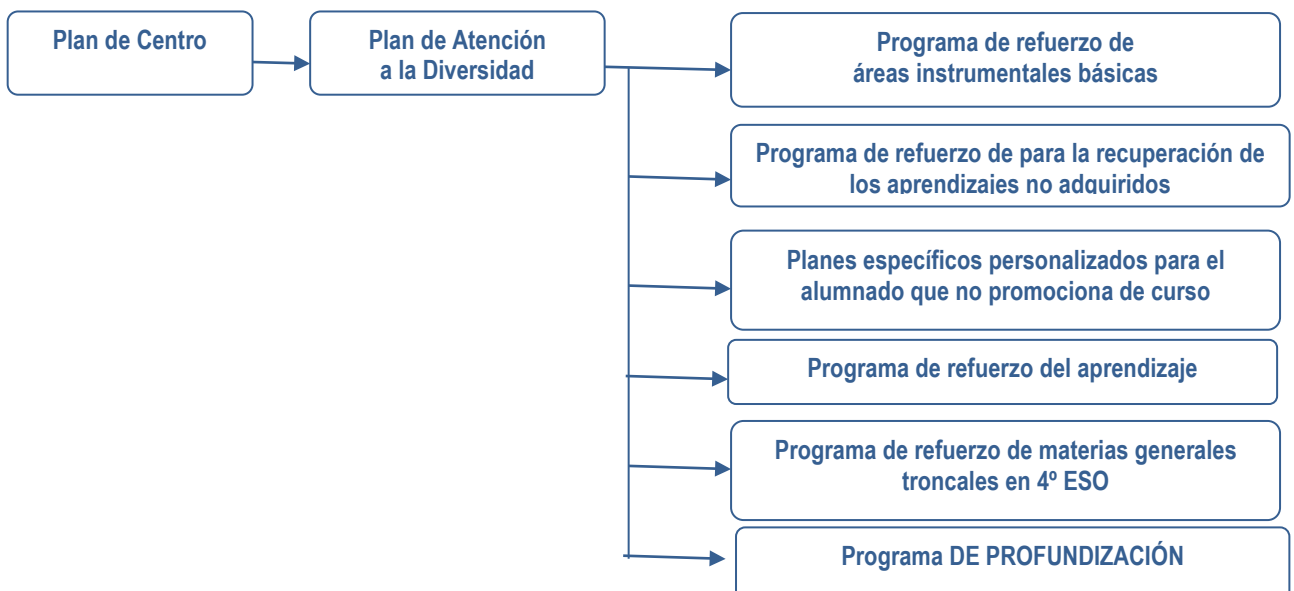 Plan de Centro
Plan de Atención
a la Diversidad
Programa de refuerzo de
áreas instrumentales básicas
Programa de refuerzo de para la recuperación de
los aprendizajes no adquiridos
Planes específicos personalizados para el
alumnado que no promociona de curso
Programa de refuerzo del aprendizaje
Programa de refuerzo de materias generales
troncales en 4º ESO
Programa DE PROFUNDIZACIÓN